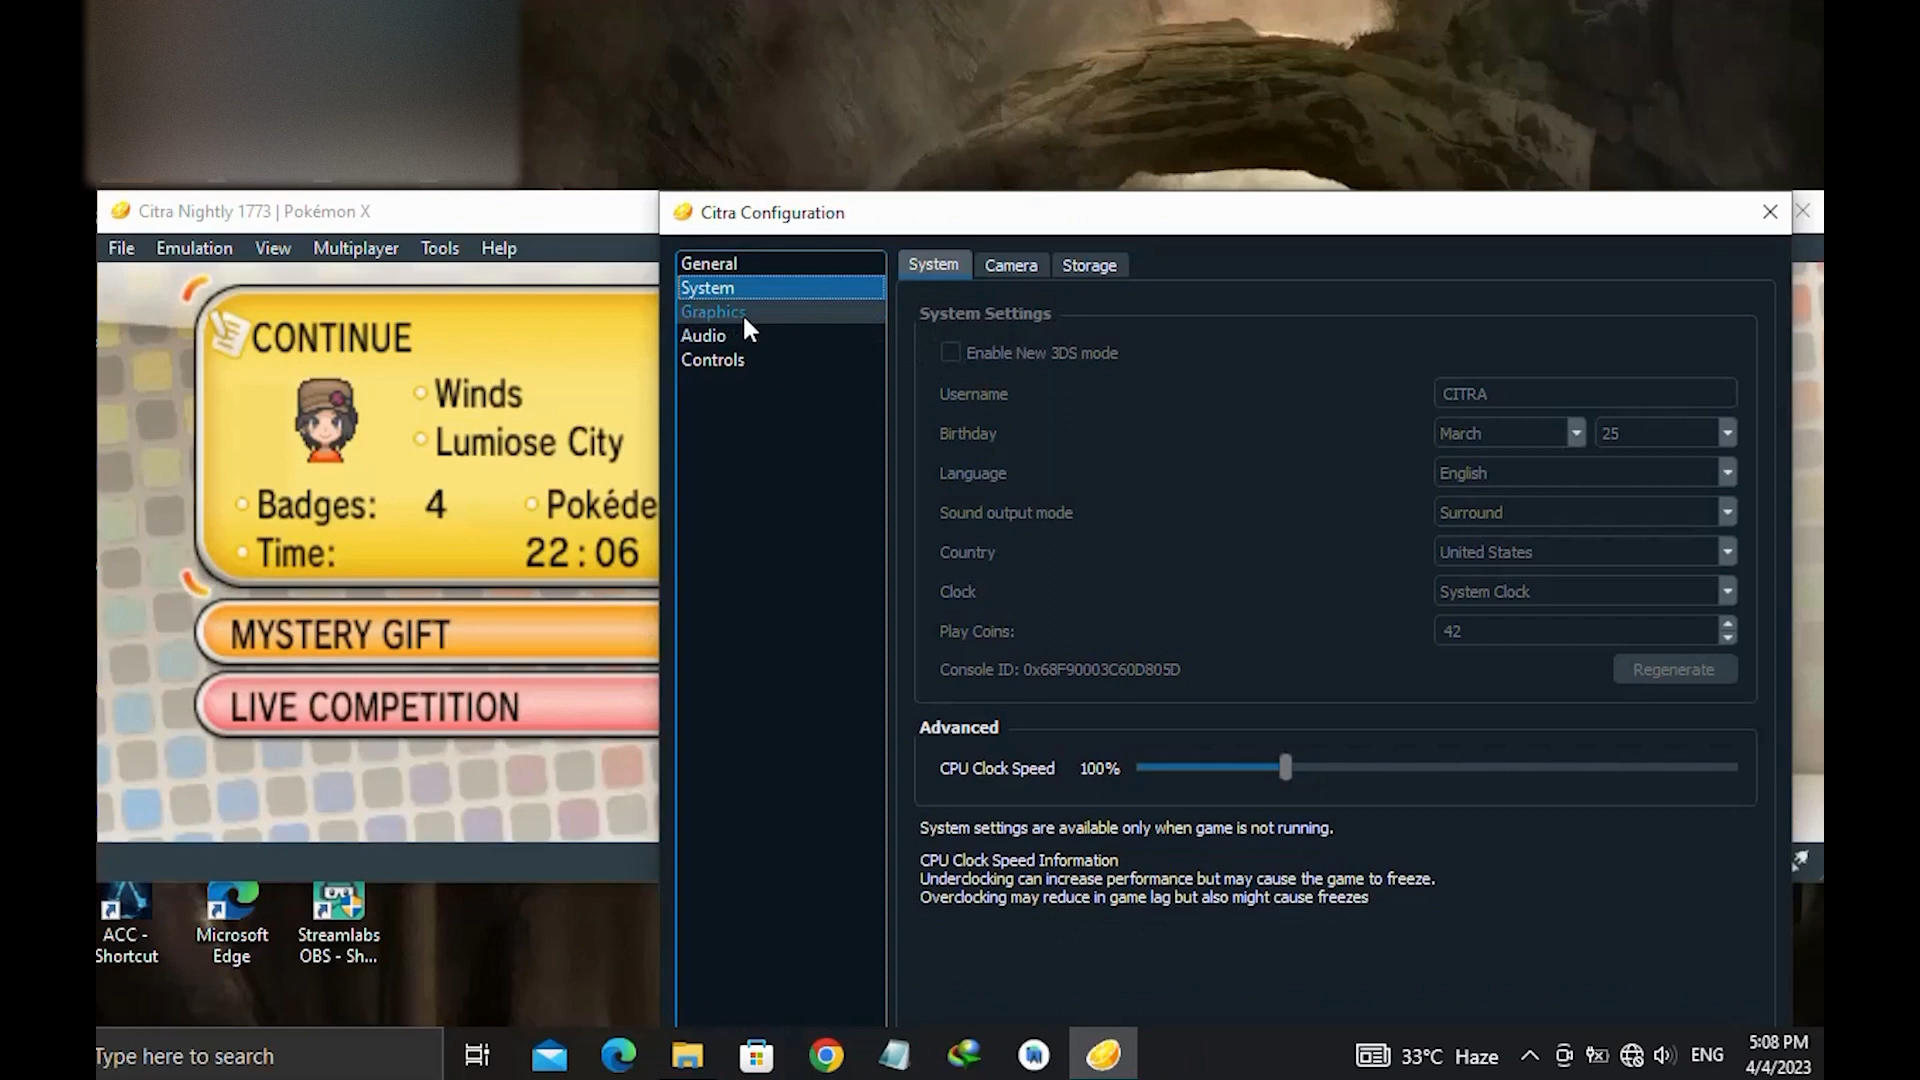 Citra Nightly 1773 | Pokémon X
File Emulation View Multiplayer Tools Help
CONTINUE
Winds
Lumiose City
Badges: 4 Pokéde
Time: 22:06
MYSTERY GIFT
LIVE COMPETITION
Citra Configuration
General
System
Graphics
Audio
Controls
System Camera Storage
System Settings
Enable New 3DS mode
Username CITRA
Birthday March 25
Language English
Sound output mode Surround
Country United States
Clock System Clock
Play Coins: 42
Console ID: 0x68F90003C60D805D Regenerate
Advanced
CPU Clock Speed 100%
System settings are available only when game is not running.
CPU Clock Speed Information
Underclocking can increase performance but may cause the game to freeze.
Overclocking may reduce in game lag but also might cause freezes
ACC -
Shortcut
Microsoft
Edge
Streamlabs
OBS - Sh...
Type here to search
33°C Haze
ENG
5:08 PM
4/4/2023